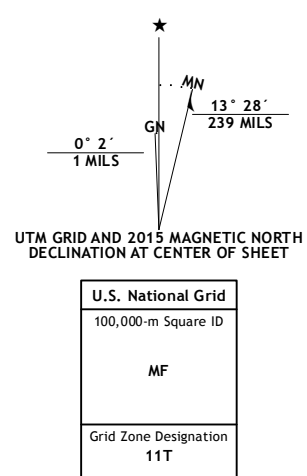 ★
MN
13° 28´
239 MILS
GN
0° 2´
1 MILS
UTM GRID AND 2015 MAGNETIC NORTH
DECLINATION AT CENTER OF SHEET
U.S. National Grid
100,000-m Square ID
MF
Grid Zone Designation
11T